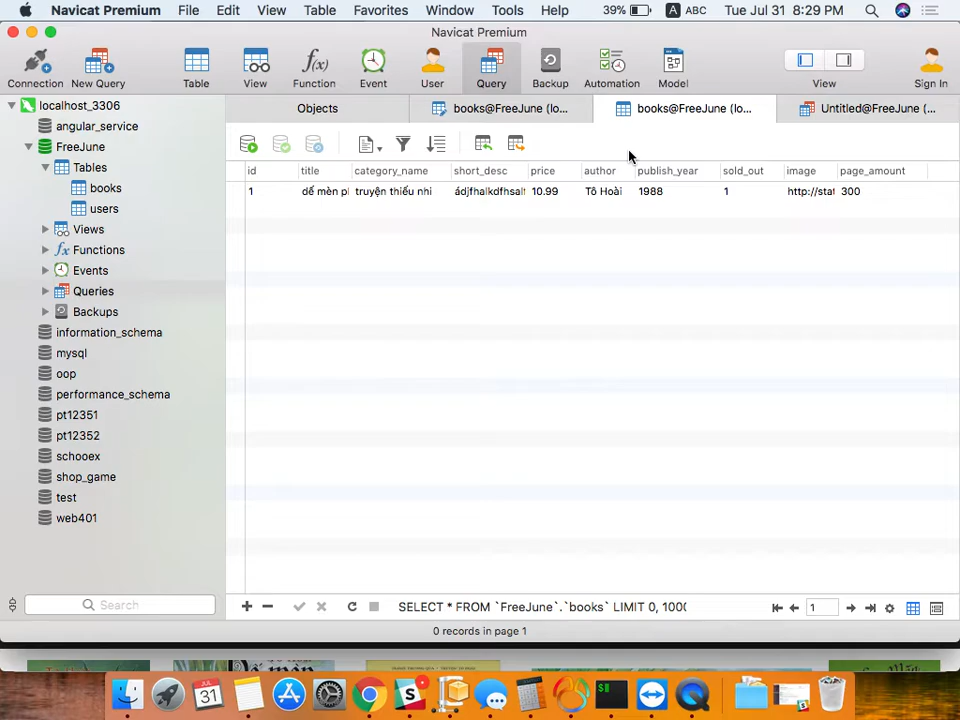 Navicat Premium File Edit View Table Favorites Window Tools Help 39% A ABC Tue Jul 31 8:29 PM
Navicat Premium
Connection New Query Table View Function Event User Query Backup Automation Model View Sign In
Objects books@FreeJune (lo... books@FreeJune (lo... Untitled@FreeJune (...
id title category_name short_desc price author publish_year sold_out image page_amount
1 dế mèn pl truyện thiếu nhi ádjfhalkdfhsalf 10.99 Tô Hoài 1988 1 http://stat 300
localhost_3306
angular_service
FreeJune
Tables
books
users
Views
fx Functions
Events
Queries
Backups
information_schema
mysql
oop
performance_schema
pt12351
pt12352
schooex
shop_game
test
web401
Search
SELECT * FROM `FreeJune`.`books` LIMIT 0, 1000
1
0 records in page 1
31